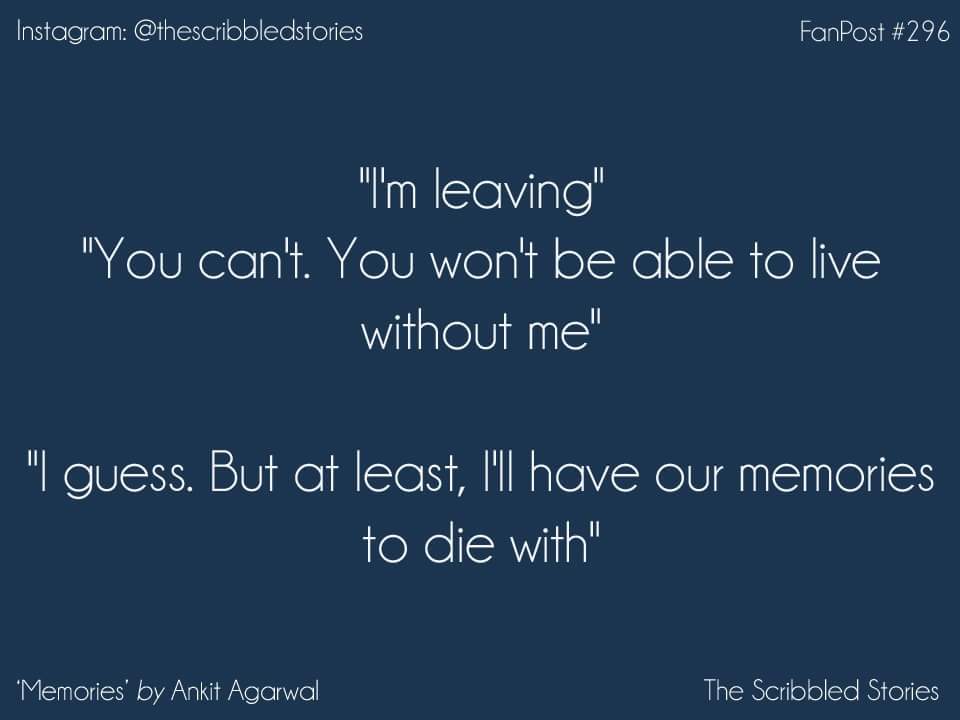 Instagram: @thescribbledstories
FanPost #296
"I'm leaving"
"You can't. You won't be able to live
without me"
"I guess. But at least, I'll have our memories
to die with"
‘Memories’ by Ankit Agarwal
The Scribbled Stories